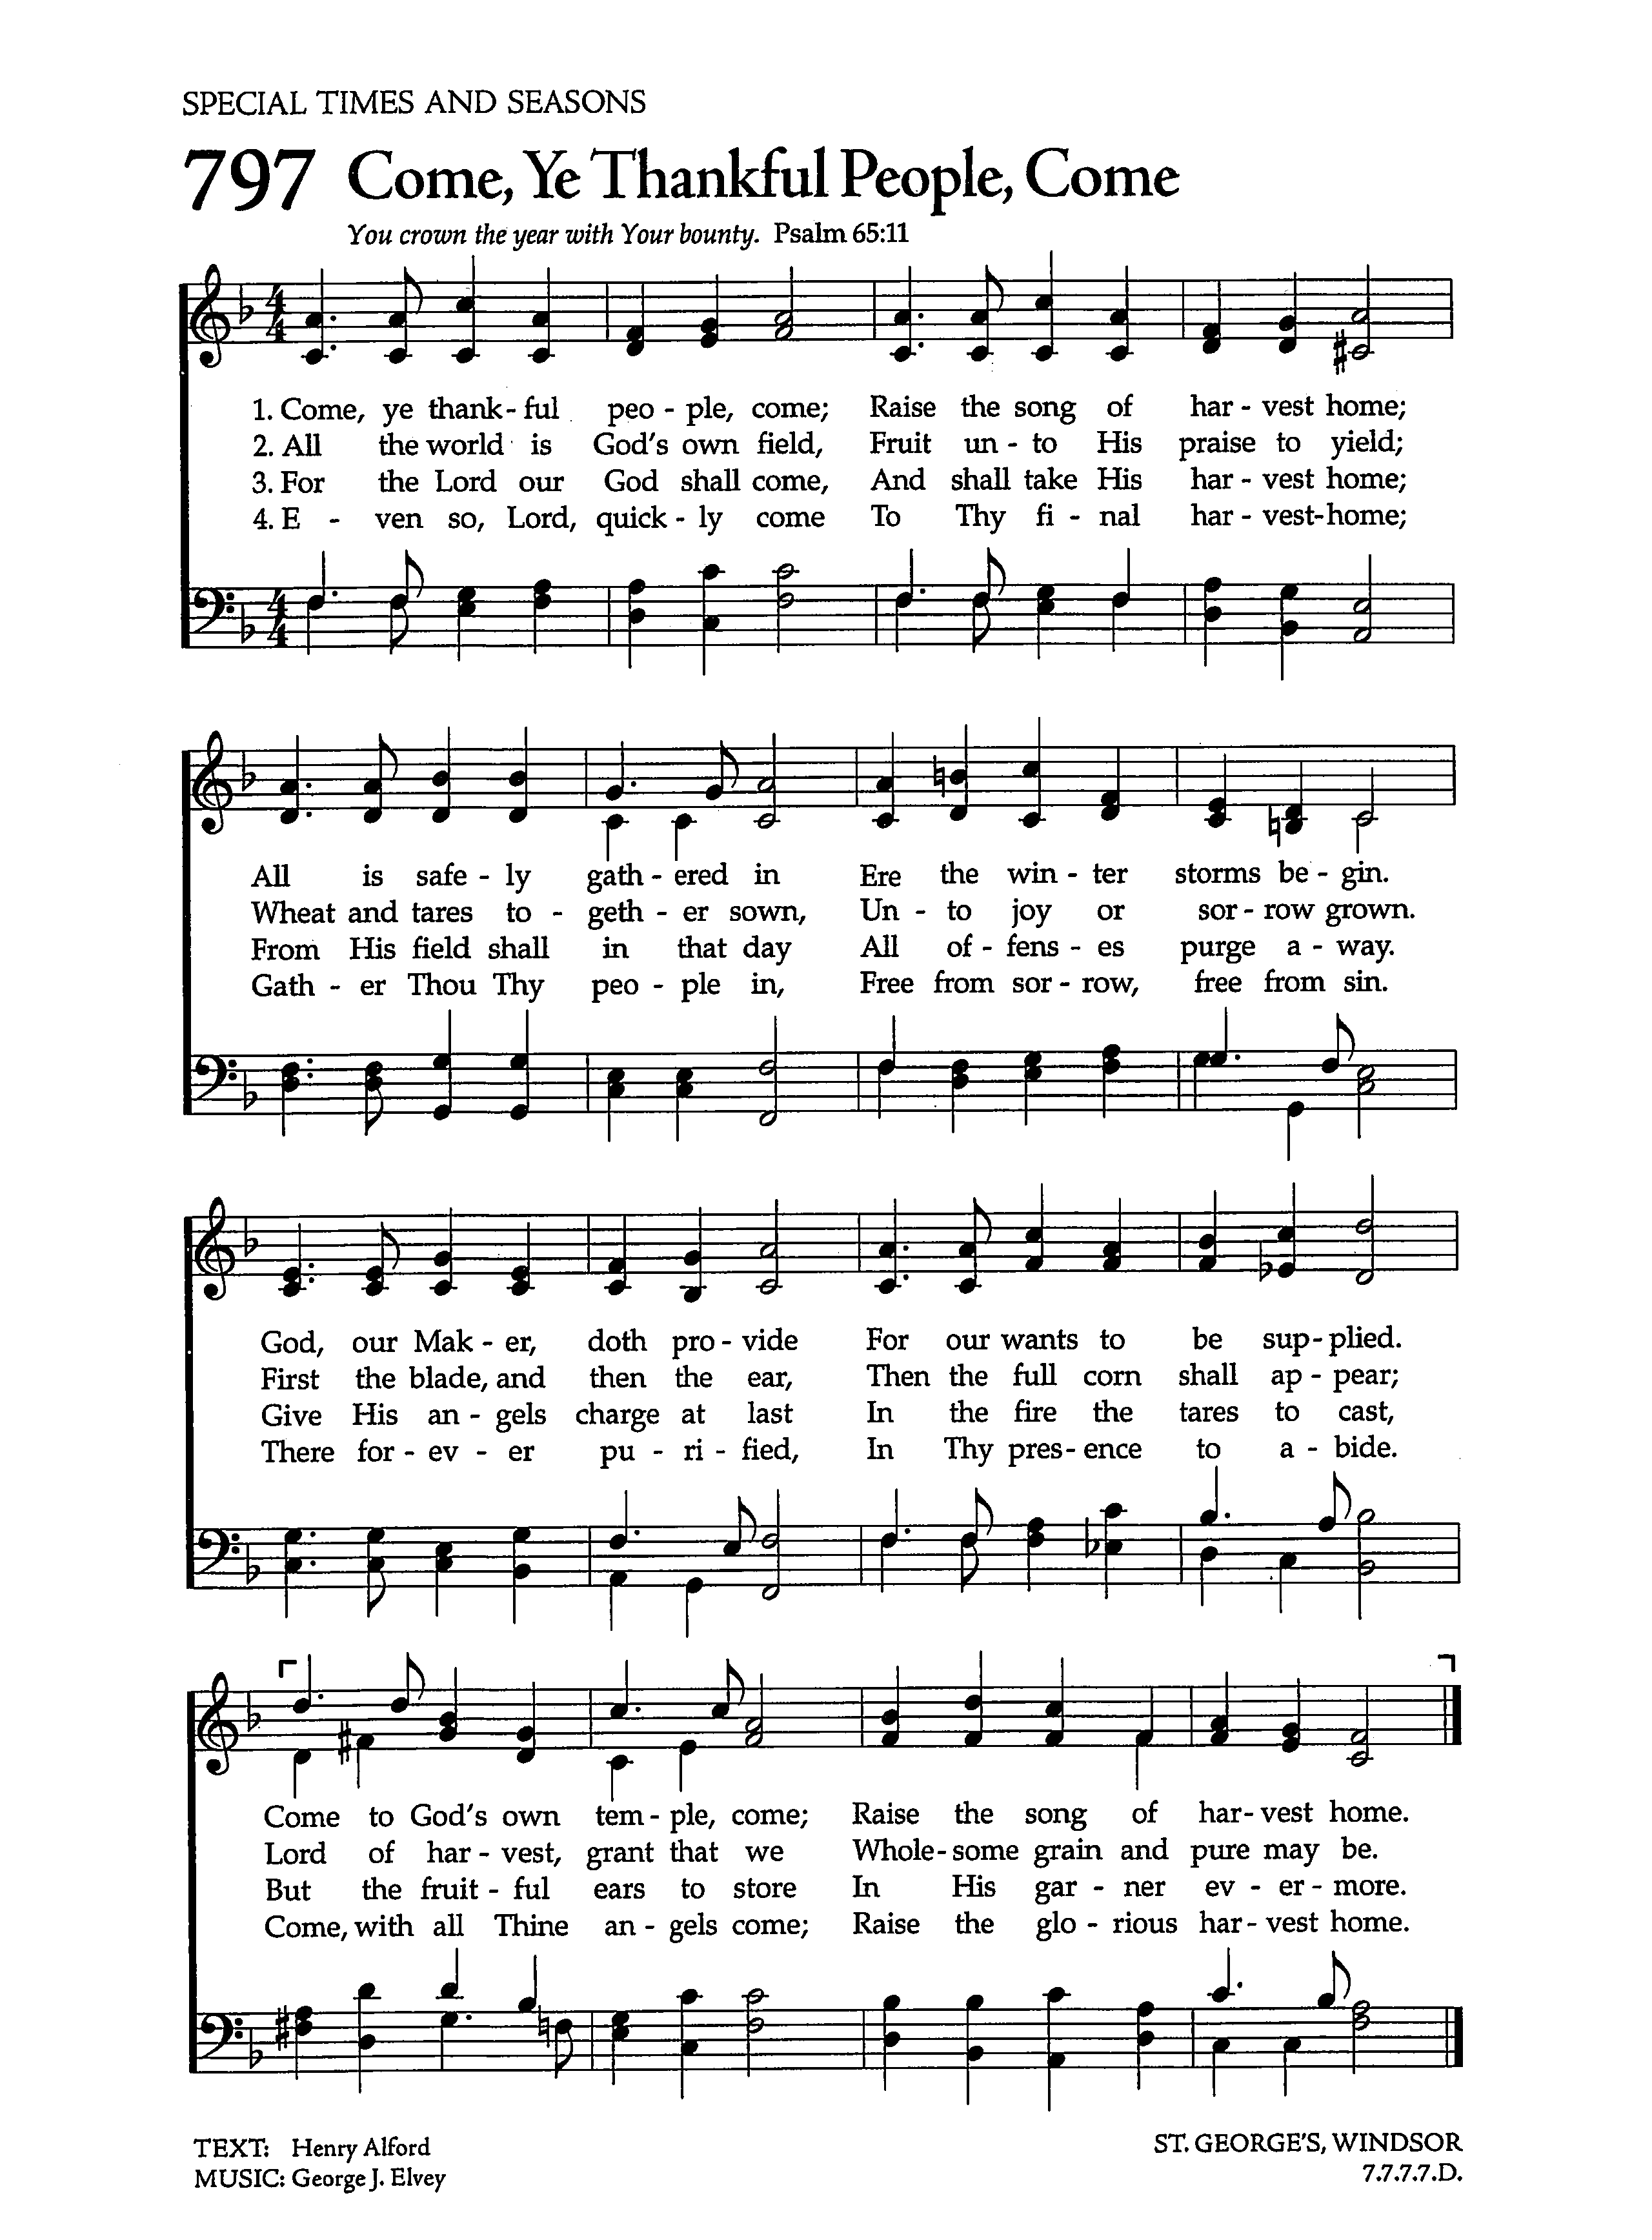 SPECIAL TIMES AND SEASONS
797 Come, Ye Thankful People, Come
You crown the year with Your bounty. Psalm 65:11
4 4
1. Come, ye thank - ful peo - ple, come; Raise the song of har - vest home;
2. All the world is God's own field, Fruit un - to His praise to yield;
3. For the Lord our God shall come, And shall take His har - vest home;
4. E - ven so, Lord, quick - ly come To Thy fi - nal har - vest-home;
4 4
All is safe - ly gath - ered in Ere the win - ter storms be - gin.
Wheat and tares to - geth - er sown, Un - to joy or sor - row grown.
From His field shall in that day All of - fens - es purge a - way.
Gath - er Thou Thy peo - ple in, Free from sor - row, free from sin.
God, our Mak - er, doth pro - vide For our wants to be sup - plied.
First the blade, and then the ear, Then the full corn shall ap - pear;
Give His an - gels charge at last In the fire the tares to cast,
There for - ev - er pu - ri - fied, In Thy pres - ence to a - bide.
Come to God's own tem - ple, come; Raise the song of har - vest home.
Lord of har - vest, grant that we Whole - some grain and pure may be.
But the fruit - ful ears to store In His gar - ner ev - er - more.
Come, with all Thine an - gels come; Raise the glo - rious har - vest home.
TEXT: Henry Alford
MUSIC: George J. Elvey
ST. GEORGE'S, WINDSOR
7.7.7.7.D.